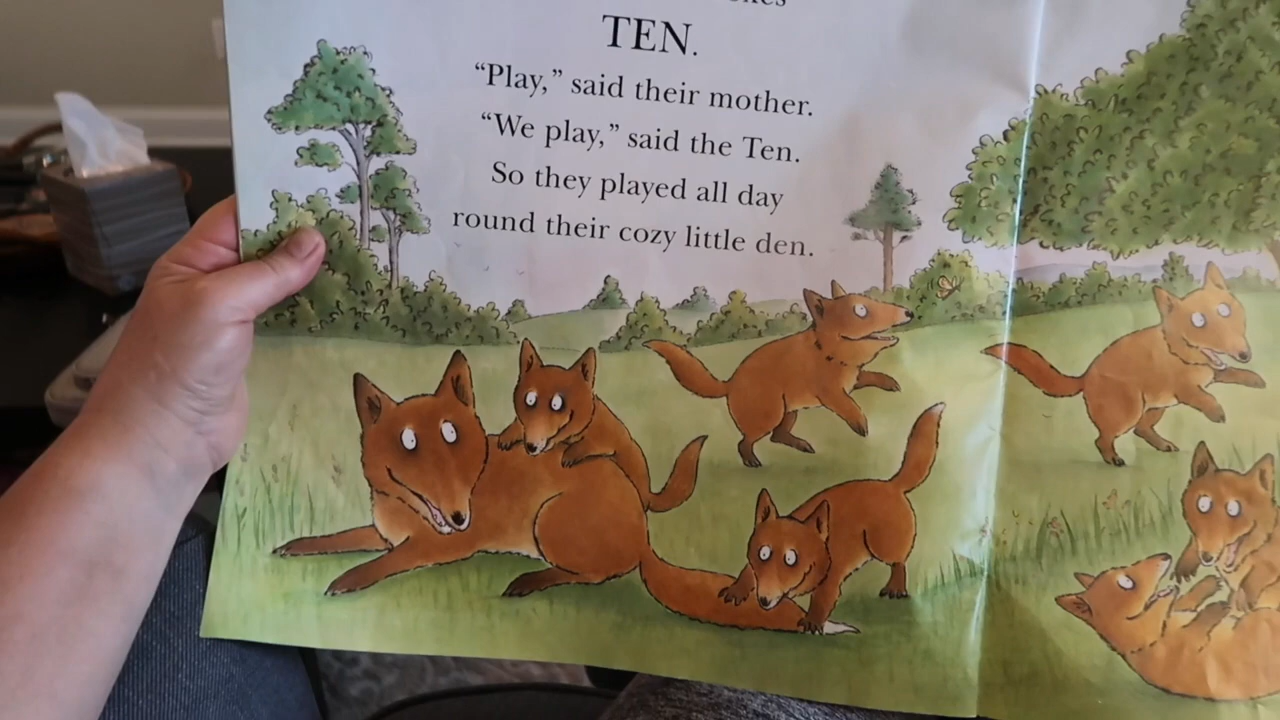 TEN.
“Play,” said their mother.
“We play,” said the Ten.
So they played all day
round their cozy little den.